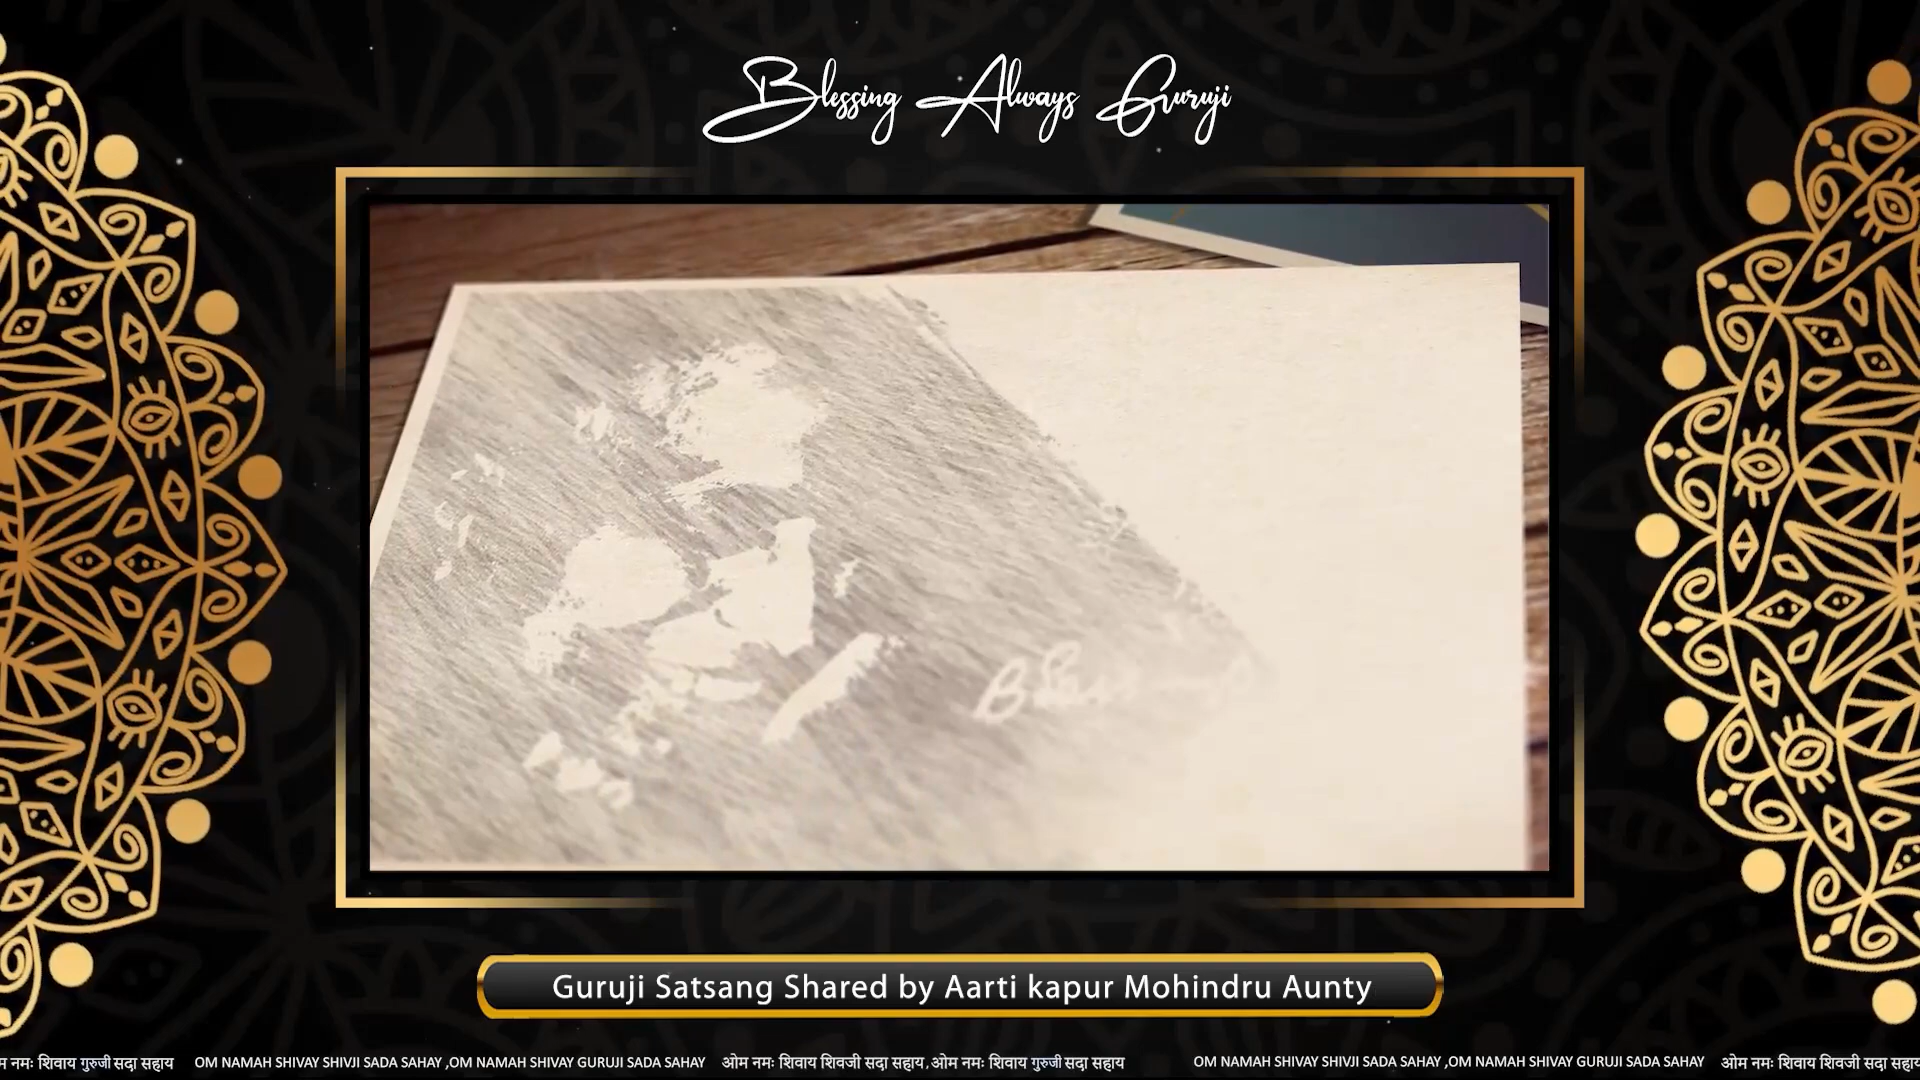 Blessing Always Guruji
Guruji Satsang Shared by Aarti kapur Mohindru Aunty
नमः शिवाय गुरुजी सदा सहाय OM NAMAH SHIVAY SHIVJI SADA SAHAY ,OM NAMAH SHIVAY GURUJI SADA SAHAY ओम नमः शिवाय शिवजी सदा सहाय, ओम नमः शिवाय गुरुजी सदा सहाय OM NAMAH SHIVAY SHIVJI SADA SAHAY ,OM NAMAH SHIVAY GURUJI SADA SAHAY ओम नमः शिवाय शिवजी सदा सहाय